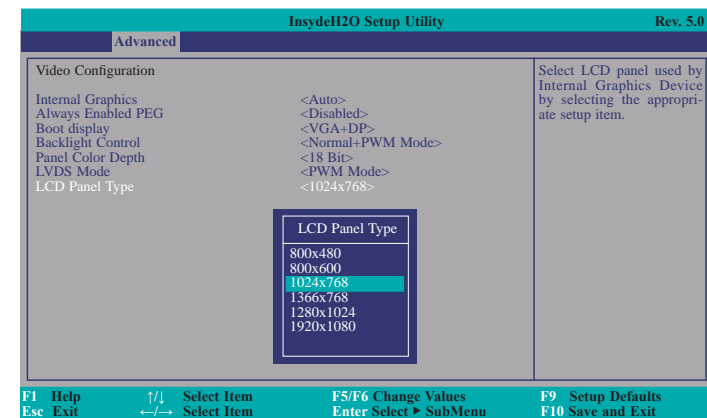 InsydeH2O Setup Utility Rev. 5.0
Advanced
Video Configuration
Internal Graphics <Auto>
Always Enabled PEG <Disabled>
Boot display <VGA+DP>
Backlight Control <Normal+PWM Mode>
Panel Color Depth <18 Bit>
LVDS Mode <PWM Mode>
LCD Panel Type <1024x768>
Select LCD panel used by
Internal Graphics Device
by selecting the appropri-
ate setup item.
LCD Panel Type
800x480
800x600
1024x768
1366x768
1280x1024
1920x1080
F1 Help ↑/↓ Select Item F5/F6 Change Values F9 Setup Defaults
Esc Exit ←/→ Select Item Enter Select ▶ SubMenu F10 Save and Exit